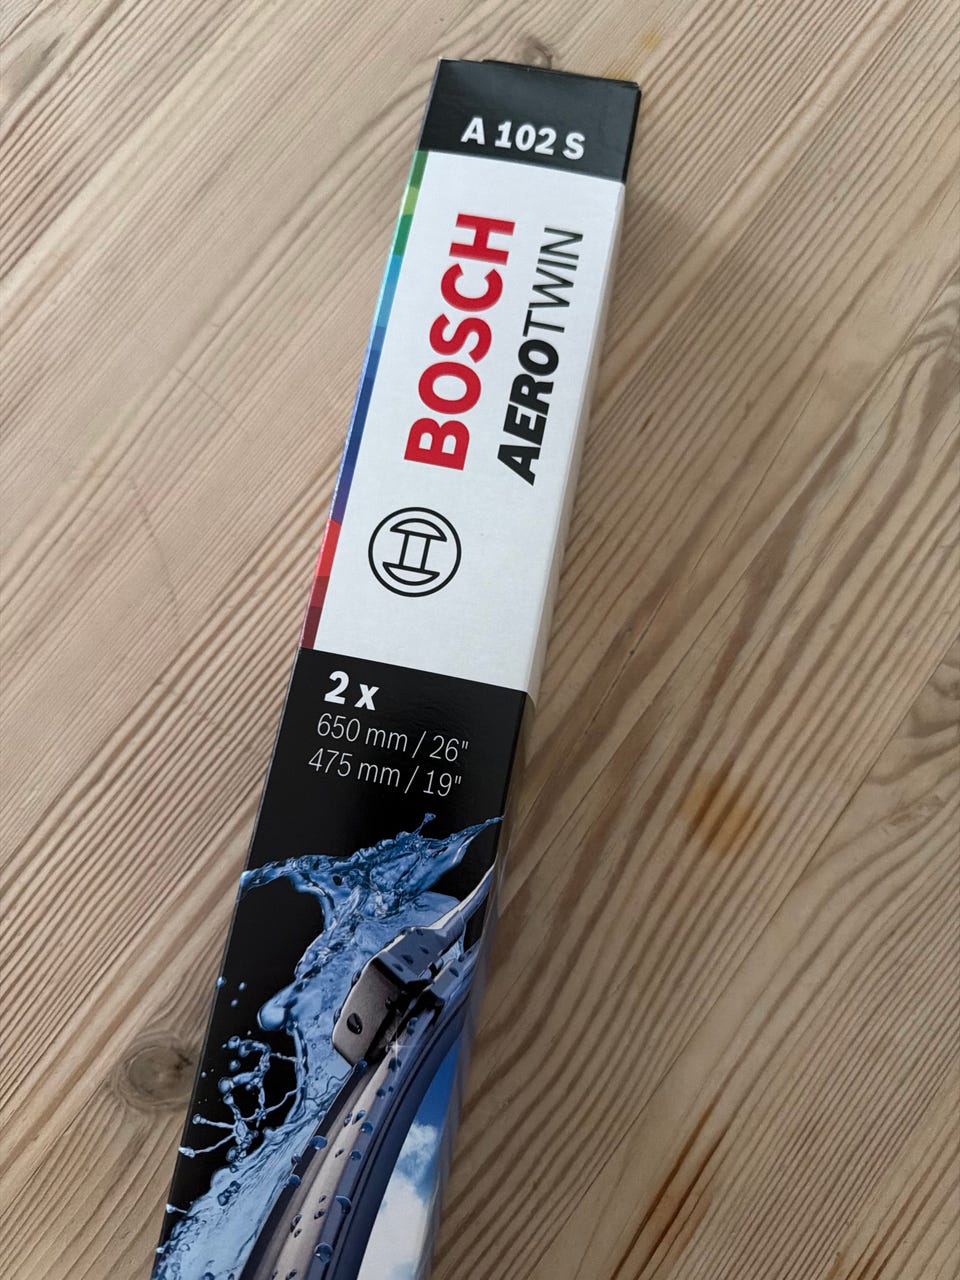 A 102 S
BOSCH
AEROTWIN
2 x
650 mm / 26"
475 mm / 19"